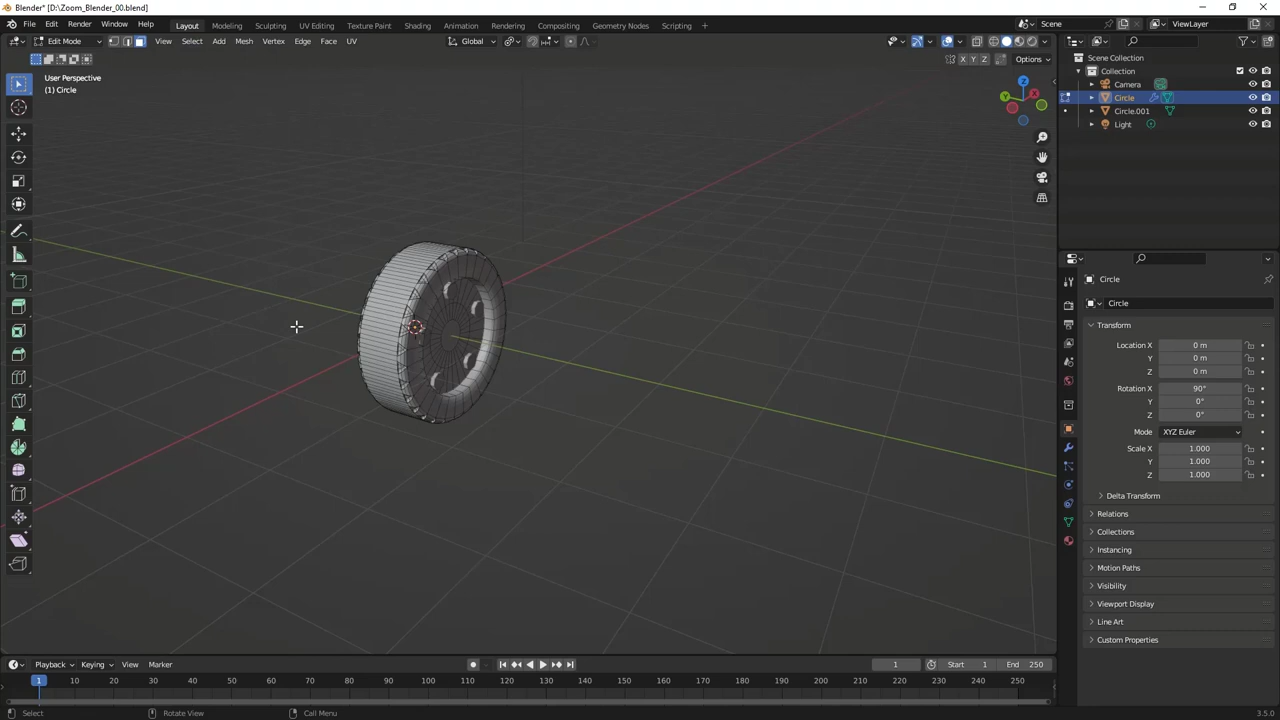 Blender* [D:\Zoom_Blender_00.blend]
File Edit Render Window Help Layout Modeling Sculpting UV Editing Texture Paint Shading Animation Rendering Compositing Geometry Nodes Scripting + Scene ViewLayer
Edit Mode View Select Add Mesh Vertex Edge Face UV Global
X Y Z Options
User Perspective
(1) Circle
Z
Y
X
Scene Collection
Collection
Camera
Circle
Circle.001
Light
Circle
Circle
Transform
Location X 0 m
Y 0 m
Z 0 m
Rotation X 90°
Y 0°
Z 0°
Mode XYZ Euler
Scale X 1.000
Y 1.000
Z 1.000
Delta Transform
Relations
Collections
Instancing
Motion Paths
Visibility
Viewport Display
Line Art
Custom Properties
Playback Keying View Marker 1 Start 1 End 250
1 10 20 30 40 50 60 70 80 90 100 110 120 130 140 150 160 170 180 190 200 210 220 230 240 250
Select Rotate View Call Menu 3.5.0